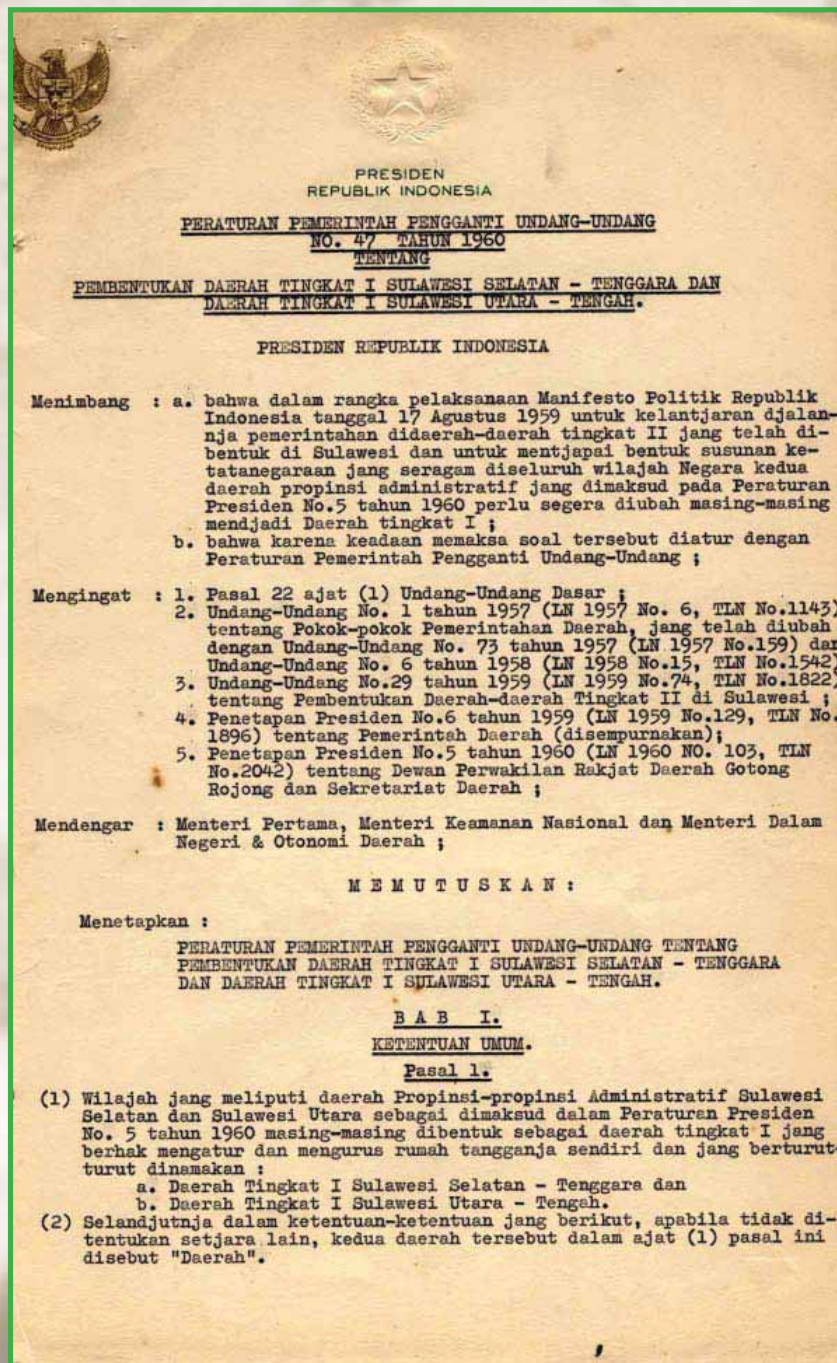 PRESIDEN
REPUBLIK INDONESIA
PERATURAN PEMERINTAH PENGGANTI UNDANG-UNDANG
NO. 47 TAHUN 1960
TENTANG
PEMBENTUKAN DAERAH TINGKAT I SULAWESI SELATAN - TENGGARA DAN
DAERAH TINGKAT I SULAWESI UTARA - TENGAH.
PRESIDEN REPUBLIK INDONESIA
Menimbang : a. bahwa dalam rangka pelaksanaan Manifesto Politik Republik
Indonesia tanggal 17 Agustus 1959 untuk kelantjaran djalan-
nja pemerintahan didaerah-daerah tingkat II jang telah di-
bentuk di Sulawesi dan untuk mentjapai bentuk susunan ke-
tatanegaraan jang seragam diseluruh wilajah Negara kedua
daerah propinsi administratif jang dimaksud pada Peraturan
Presiden No.5 tahun 1960 perlu segera diubah masing-masing
mendjadi Daerah tingkat I ;
b. bahwa karena keadaan memaksa soal tersebut diatur dengan
Peraturan Pemerintah Pengganti Undang-Undang ;
Mengingat : 1. Pasal 22 ajat (1) Undang-Undang Dasar ;
2. Undang-Undang No. 1 tahun 1957 (LN 1957 No. 6, TLN No.1143)
tentang Pokok-pokok Pemerintahan Daerah, jang telah diubah
dengan Undang-Undang No. 73 tahun 1957 (LN 1957 No.159) dan
Undang-Undang No. 6 tahun 1958 (LN 1958 No.15, TLN No.1542)
3. Undang-Undang No.29 tahun 1959 (LN 1959 No.74, TLN No.1822)
tentang Pembentukan Daerah-daerah Tingkat II di Sulawesi ;
4. Penetapan Presiden No.6 tahun 1959 (LN 1959 No.129, TLN No.
1896) tentang Pemerintah Daerah (disempurnakan);
5. Penetapan Presiden No.5 tahun 1960 (LN 1960 NO. 103, TLN
No.2042) tentang Dewan Perwakilan Rakjat Daerah Gotong
Rojong dan Sekretariat Daerah ;
Mendengar : Menteri Pertama, Menteri Keamanan Nasional dan Menteri Dalam
Negeri & Otonomi Daerah ;
M E M U T U S K A N :
Menetapkan :
PERATURAN PEMERINTAH PENGGANTI UNDANG-UNDANG TENTANG
PEMBENTUKAN DAERAH TINGKAT I SULAWESI SELATAN - TENGGARA
DAN DAERAH TINGKAT I SULAWESI UTARA - TENGAH.
B A B I.
KETENTUAN UMUM.
Pasal 1.
(1) Wilajah jang meliputi daerah Propinsi-propinsi Administratif Sulawesi
Selatan dan Sulawesi Utara sebagai dimaksud dalam Peraturan Presiden
No. 5 tahun 1960 masing-masing dibentuk sebagai daerah tingkat I jang
berhak mengatur dan mengurus rumah tangganja sendiri dan jang berturut-
turut dinamakan :
a. Daerah Tingkat I Sulawesi Selatan - Tenggara dan
b. Daerah Tingkat I Sulawesi Utara - Tengah.
(2) Selandjutnja dalam ketentuan-ketentuan jang berikut, apabila tidak di-
tentukan setjara lain, kedua daerah tersebut dalam ajat (1) pasal ini
disebut "Daerah".